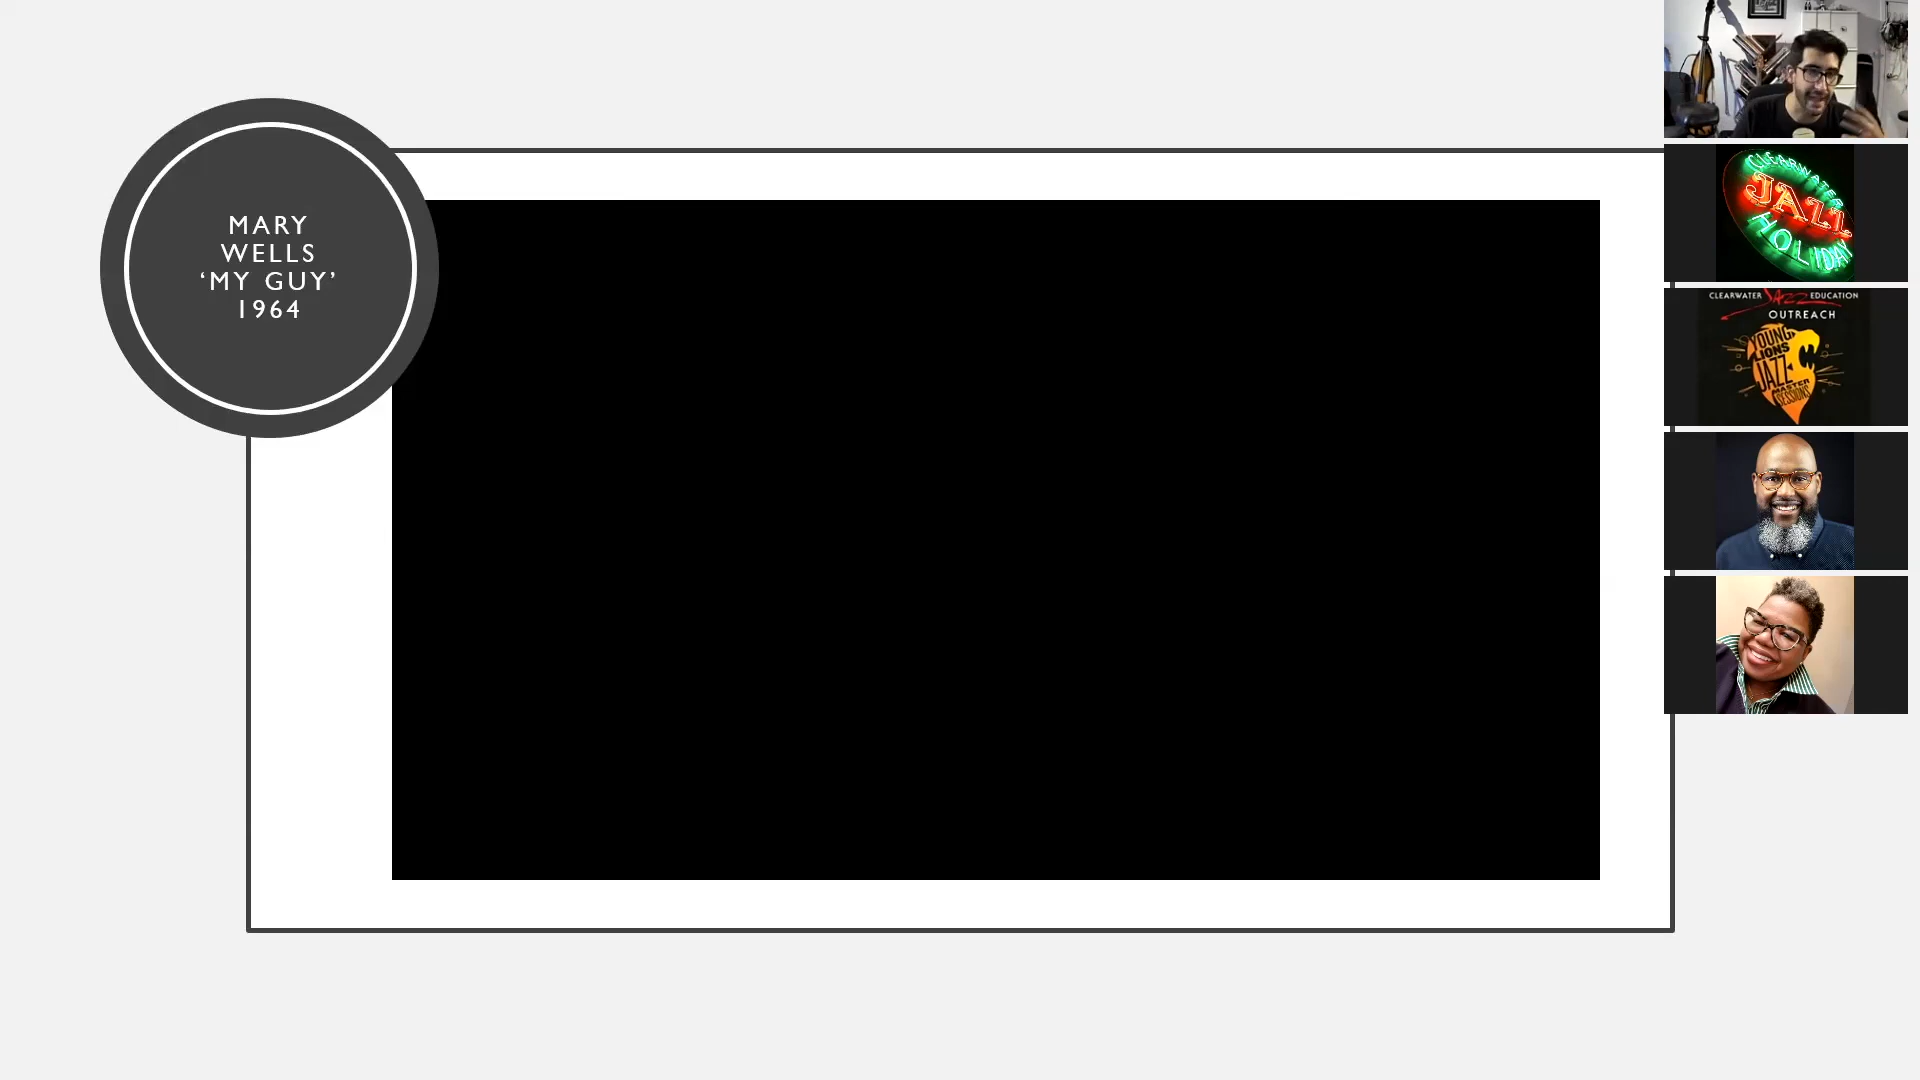 MARY
WELLS
‘MY GUY’
1964
CLEARWATER
JAZZ
HOLIDAY
CLEARWATER JAZZ EDUCATION
OUTREACH
YOUNG
LIONS
JAZZ
MASTER
SESSIONS